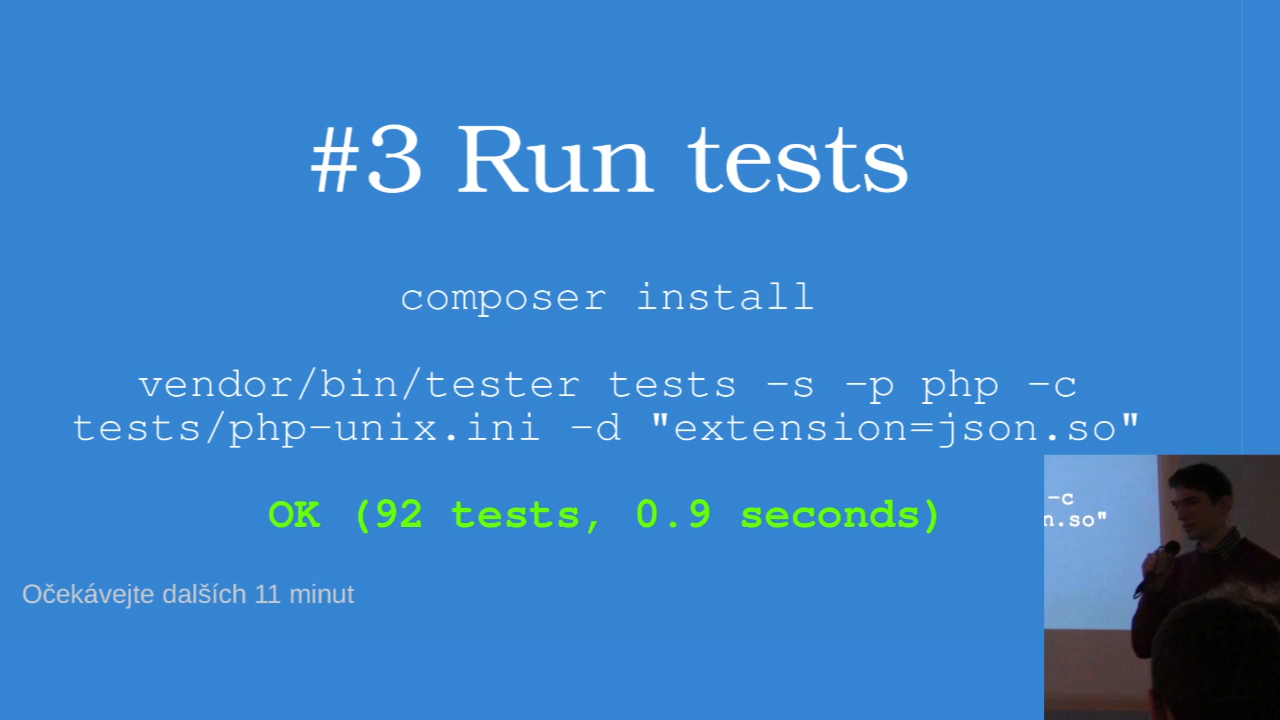 #3 Run tests
composer install
vendor/bin/tester tests -s -p php -c
tests/php-unix.ini -d "extension=json.so"
OK (92 tests, 0.9 seconds)
Očekávejte dalších 11 minut
-c
n.so"